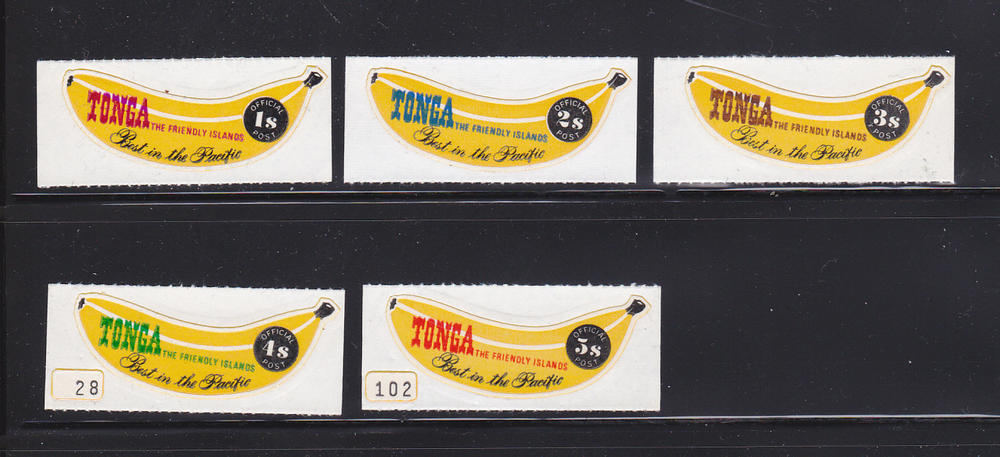 TONGA THE FRIENDLY ISLANDS
Best in the Pacific
OFFICIAL
1s
POST
TONGA THE FRIENDLY ISLANDS
Best in the Pacific
OFFICIAL
2s
POST
TONGA THE FRIENDLY ISLANDS
Best in the Pacific
OFFICIAL
3s
POST
TONGA THE FRIENDLY ISLANDS
Best in the Pacific
OFFICIAL
4s
POST
28
TONGA THE FRIENDLY ISLANDS
Best in the Pacific
OFFICIAL
5s
POST
102